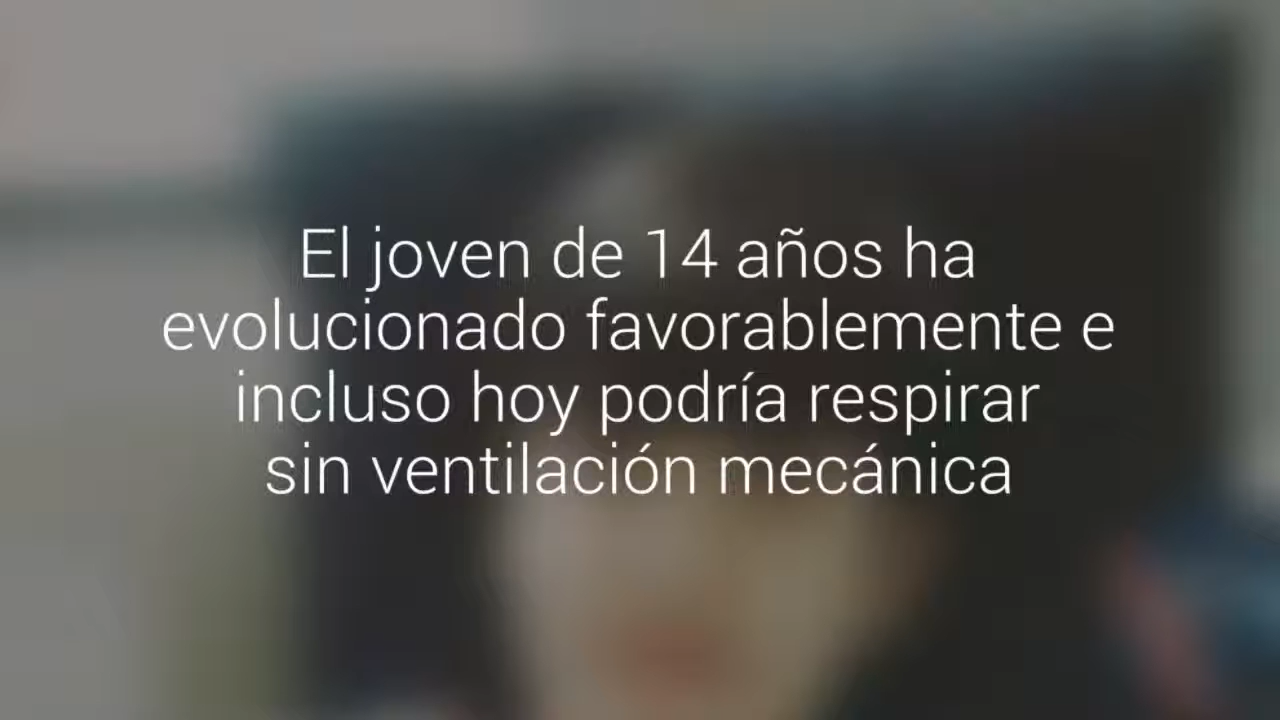 El joven de 14 años ha
evolucionado favorablemente e
incluso hoy podría respirar
sin ventilación mecánica